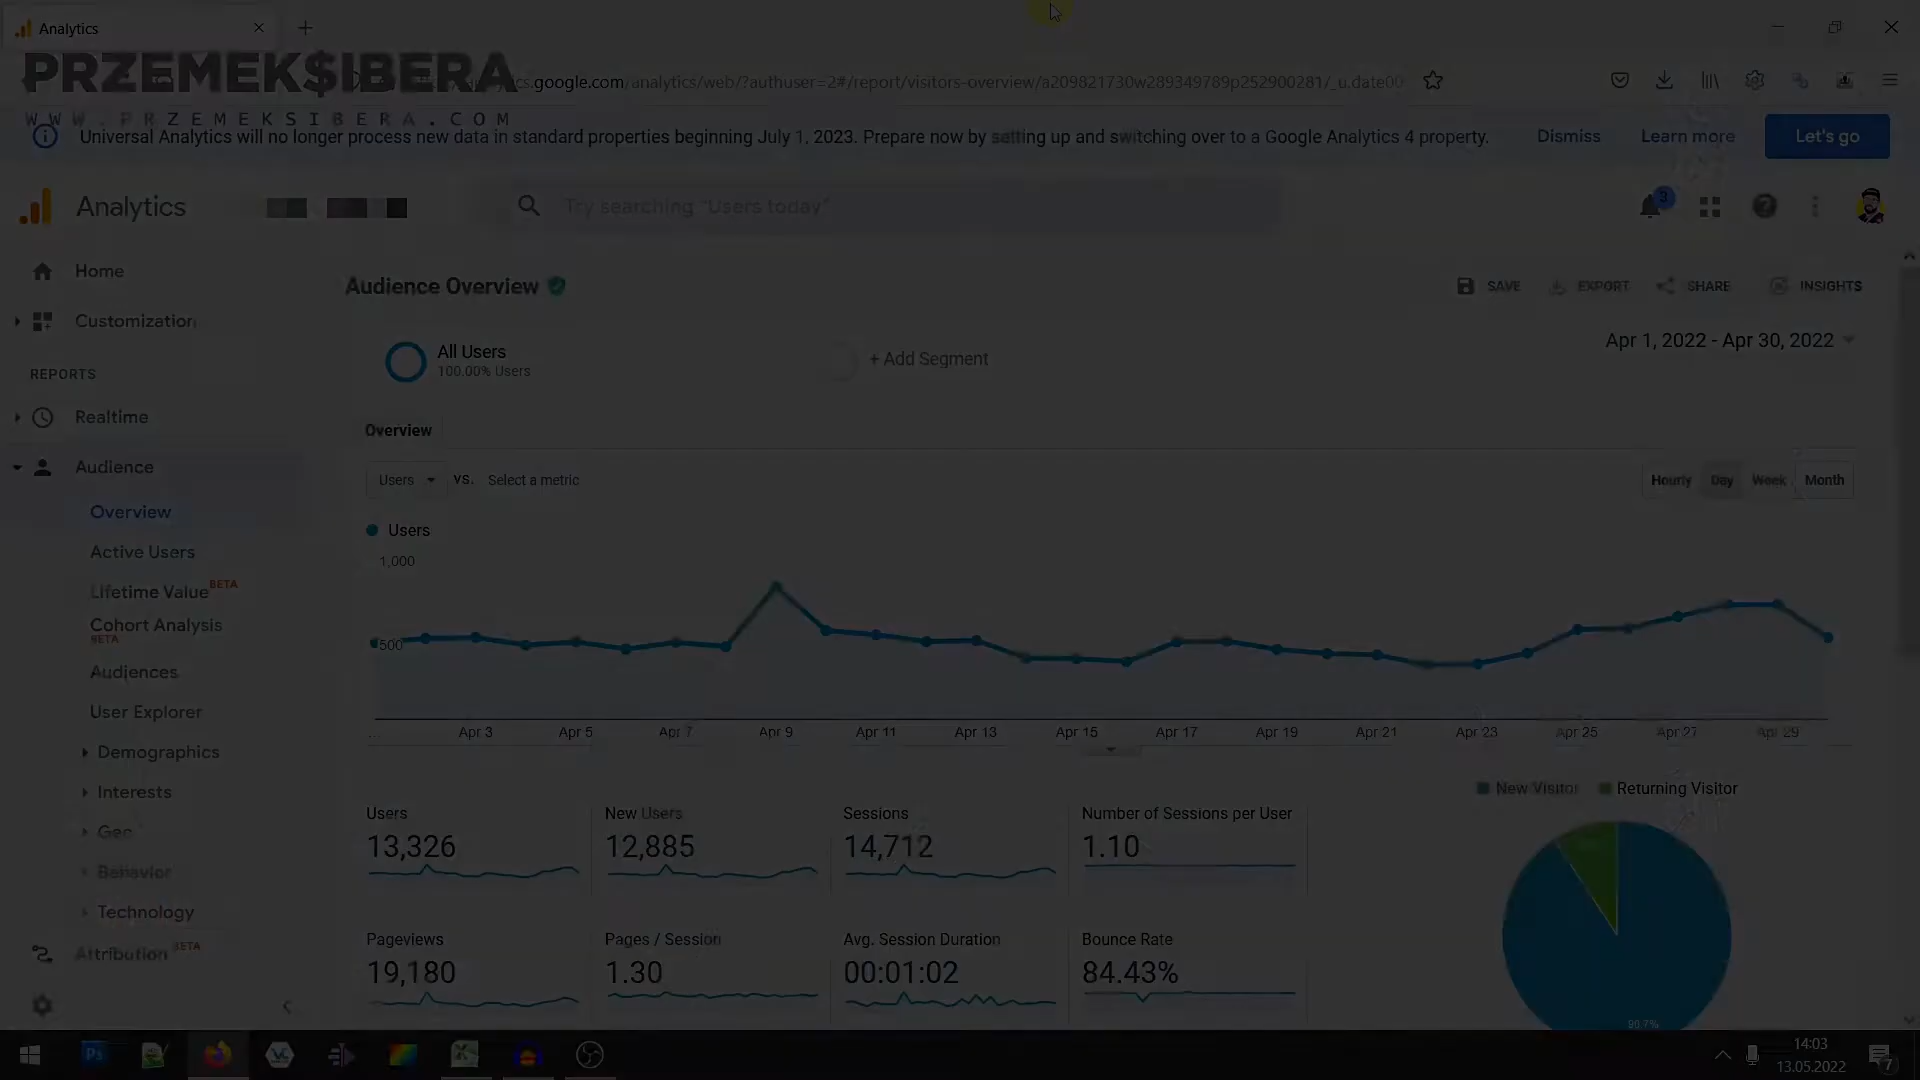 Analytics
PRZEMEK$IBERA
cs.google.com/analytics/web/?authuser=2#/report/visitors-overview/a209821730w289349789p252900281/_u.date00
WWW.PRZEMEKSIBERA.COM
Universal Analytics will no longer process new data in standard properties beginning July 1, 2023. Prepare now by setting up and switching over to a Google Analytics 4 property.
Dismiss
Learn more
Let's go
Analytics
Try searching "Users today"
3
Home
Customization
REPORTS
Realtime
Audience
Overview
Active Users
Lifetime Value BETA
Cohort Analysis
BETA
Audiences
User Explorer
Demographics
Interests
Geo
Behavior
Technology
Attribution BETA
Audience Overview
SAVE
EXPORT
SHARE
INSIGHTS
All Users
100.00% Users
+ Add Segment
Apr 1, 2022 - Apr 30, 2022
Overview
Users
VS.
Select a metric
Hourly
Day
Week
Month
Users
1,000
500
... Apr 3 Apr 5 Apr 7 Apr 9 Apr 11 Apr 13 Apr 15 Apr 17 Apr 19 Apr 21 Apr 23 Apr 25 Apr 27 Apr 29
Users
13,326
New Users
12,885
Sessions
14,712
Number of Sessions per User
1.10
Pageviews
19,180
Pages / Session
1.30
Avg. Session Duration
00:01:02
Bounce Rate
84.43%
New Visitor
Returning Visitor
90.7%
Ps
14:03
13.05.2022
7